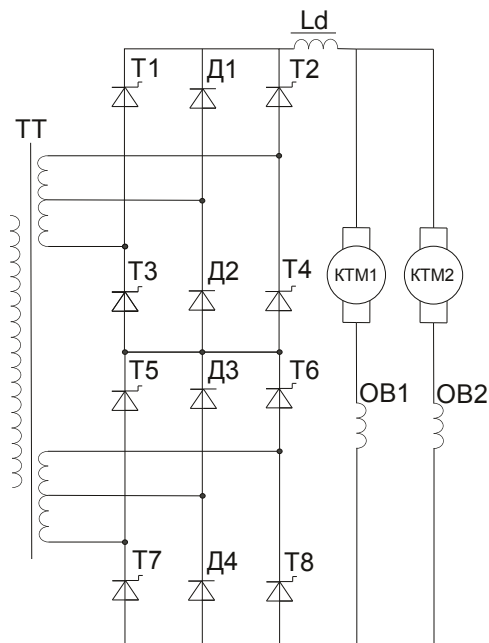 Ld
T1 Д1 T2
TT
КТМ1 КТМ2
T3 Д2 T4
T5 Д3 T6
ОВ1 ОВ2
T7 Д4 T8